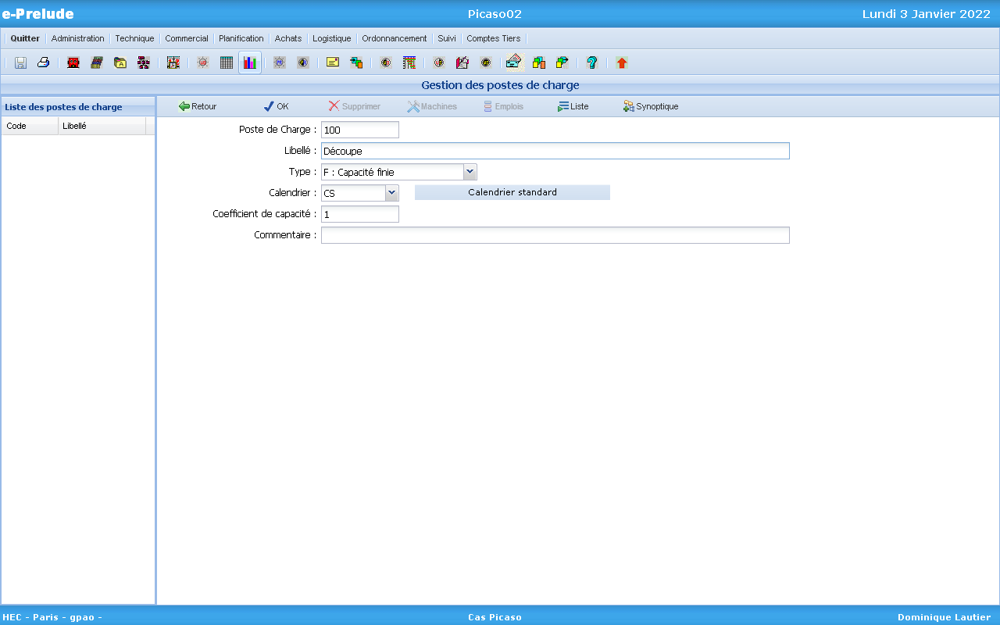 e-Prelude Picaso02 Lundi 3 Janvier 2022
Quitter Administration Technique Commercial Planification Achats Logistique Ordonnancement Suivi Comptes Tiers
Gestion des postes de charge
Liste des postes de charge Retour OK Supprimer Machines Emplois Liste Synoptique
Code Libellé
Poste de Charge : 100
Libellé : Découpe
Type : F : Capacité finie
Calendrier : CS Calendrier standard
Coefficient de capacité : 1
Commentaire :
HEC - Paris - gpao - Cas Picaso Dominique Lautier